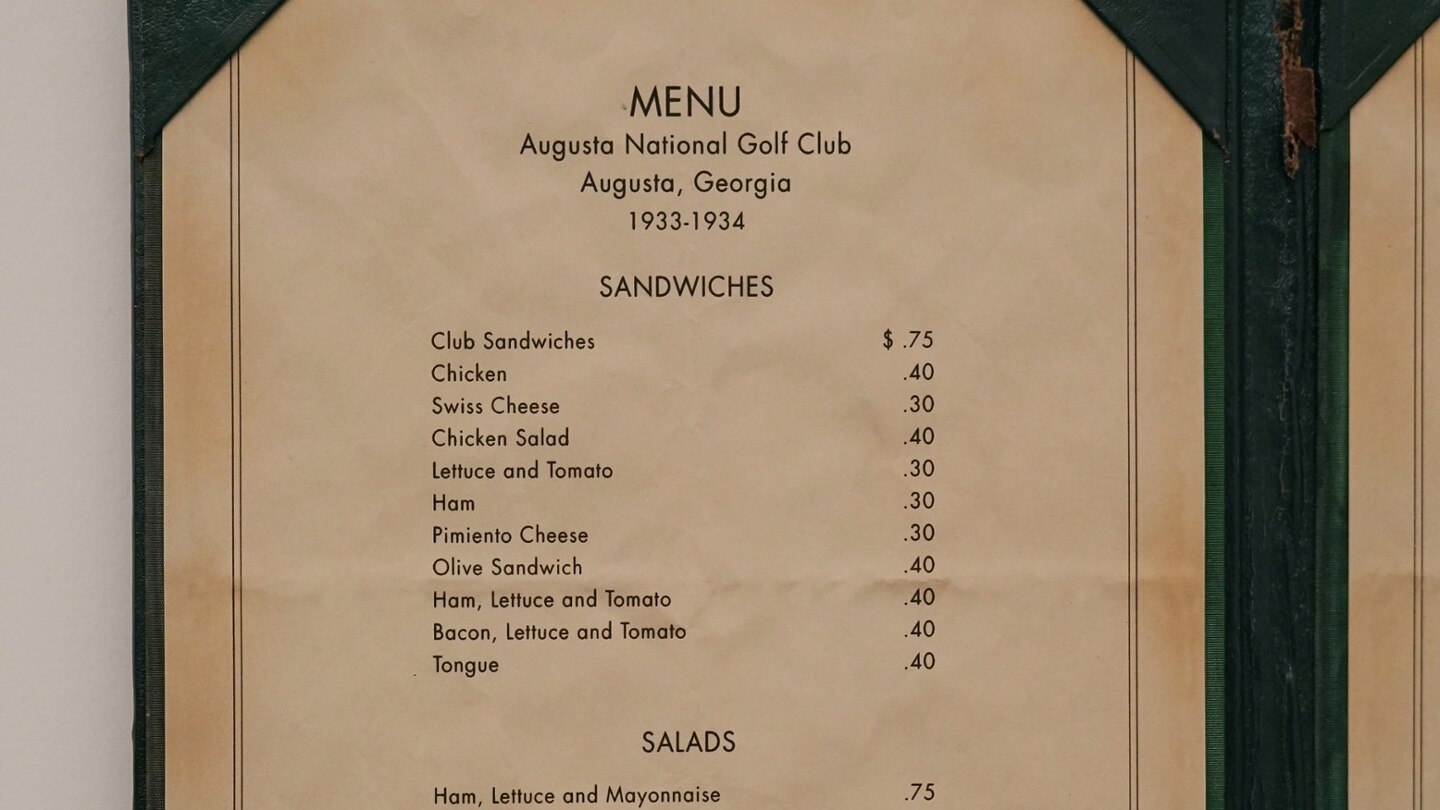 MENU
Augusta National Golf Club
Augusta, Georgia
1933-1934
SANDWICHES
Club Sandwiches $ .75
Chicken .40
Swiss Cheese .30
Chicken Salad .40
Lettuce and Tomato .30
Ham .30
Pimiento Cheese .30
Olive Sandwich .40
Ham, Lettuce and Tomato .40
Bacon, Lettuce and Tomato .40
Tongue .40
SALADS
Ham, Lettuce and Mayonnaise .75